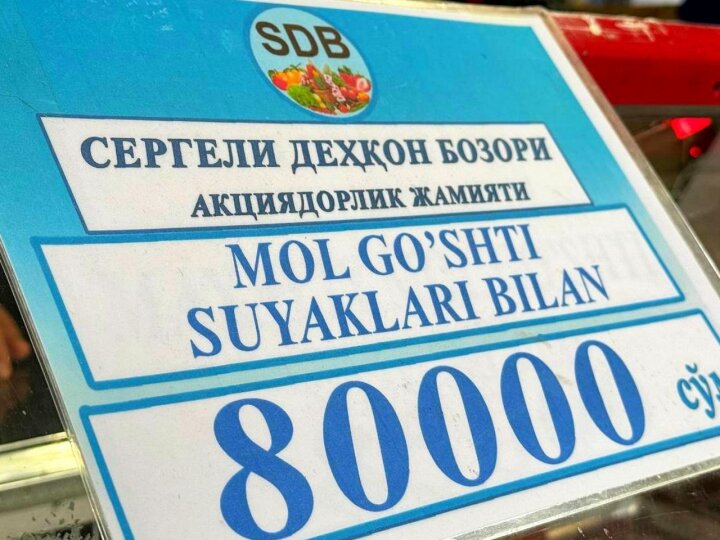 SDB
СЕРГЕЛИ ДЕҲҚОН БОЗОРИ
АКЦИЯДОРЛИК ЖАМИЯТИ
MOL GO’SHTI
SUYAKLARI BILAN
80000